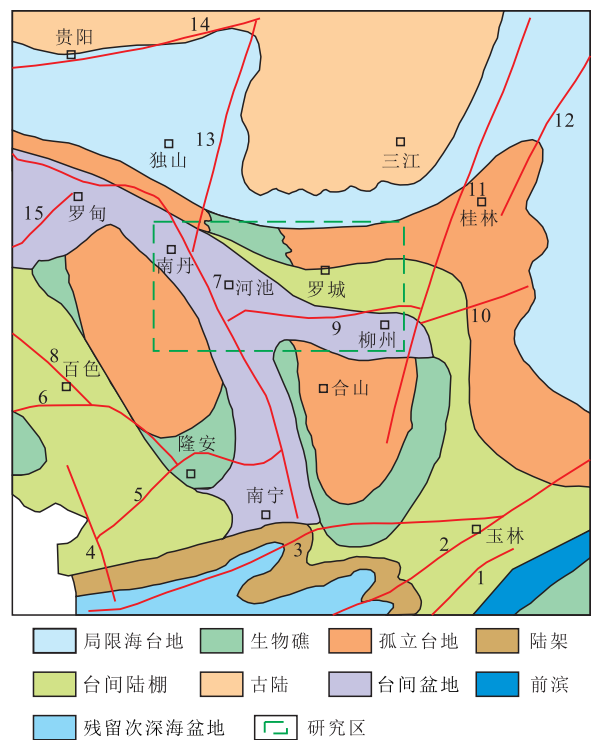 贵阳
14
独山
13
三江
12
15
罗甸
11
桂林
南丹
7
河池
罗城
9
柳州
10
8
百色
6
合山
隆安
5
南宁
4
3
2
玉林
1
局限海台地
生物礁
孤立台地
陆架
台间陆棚
古陆
台间盆地
前滨
残留次深海盆地
研究区